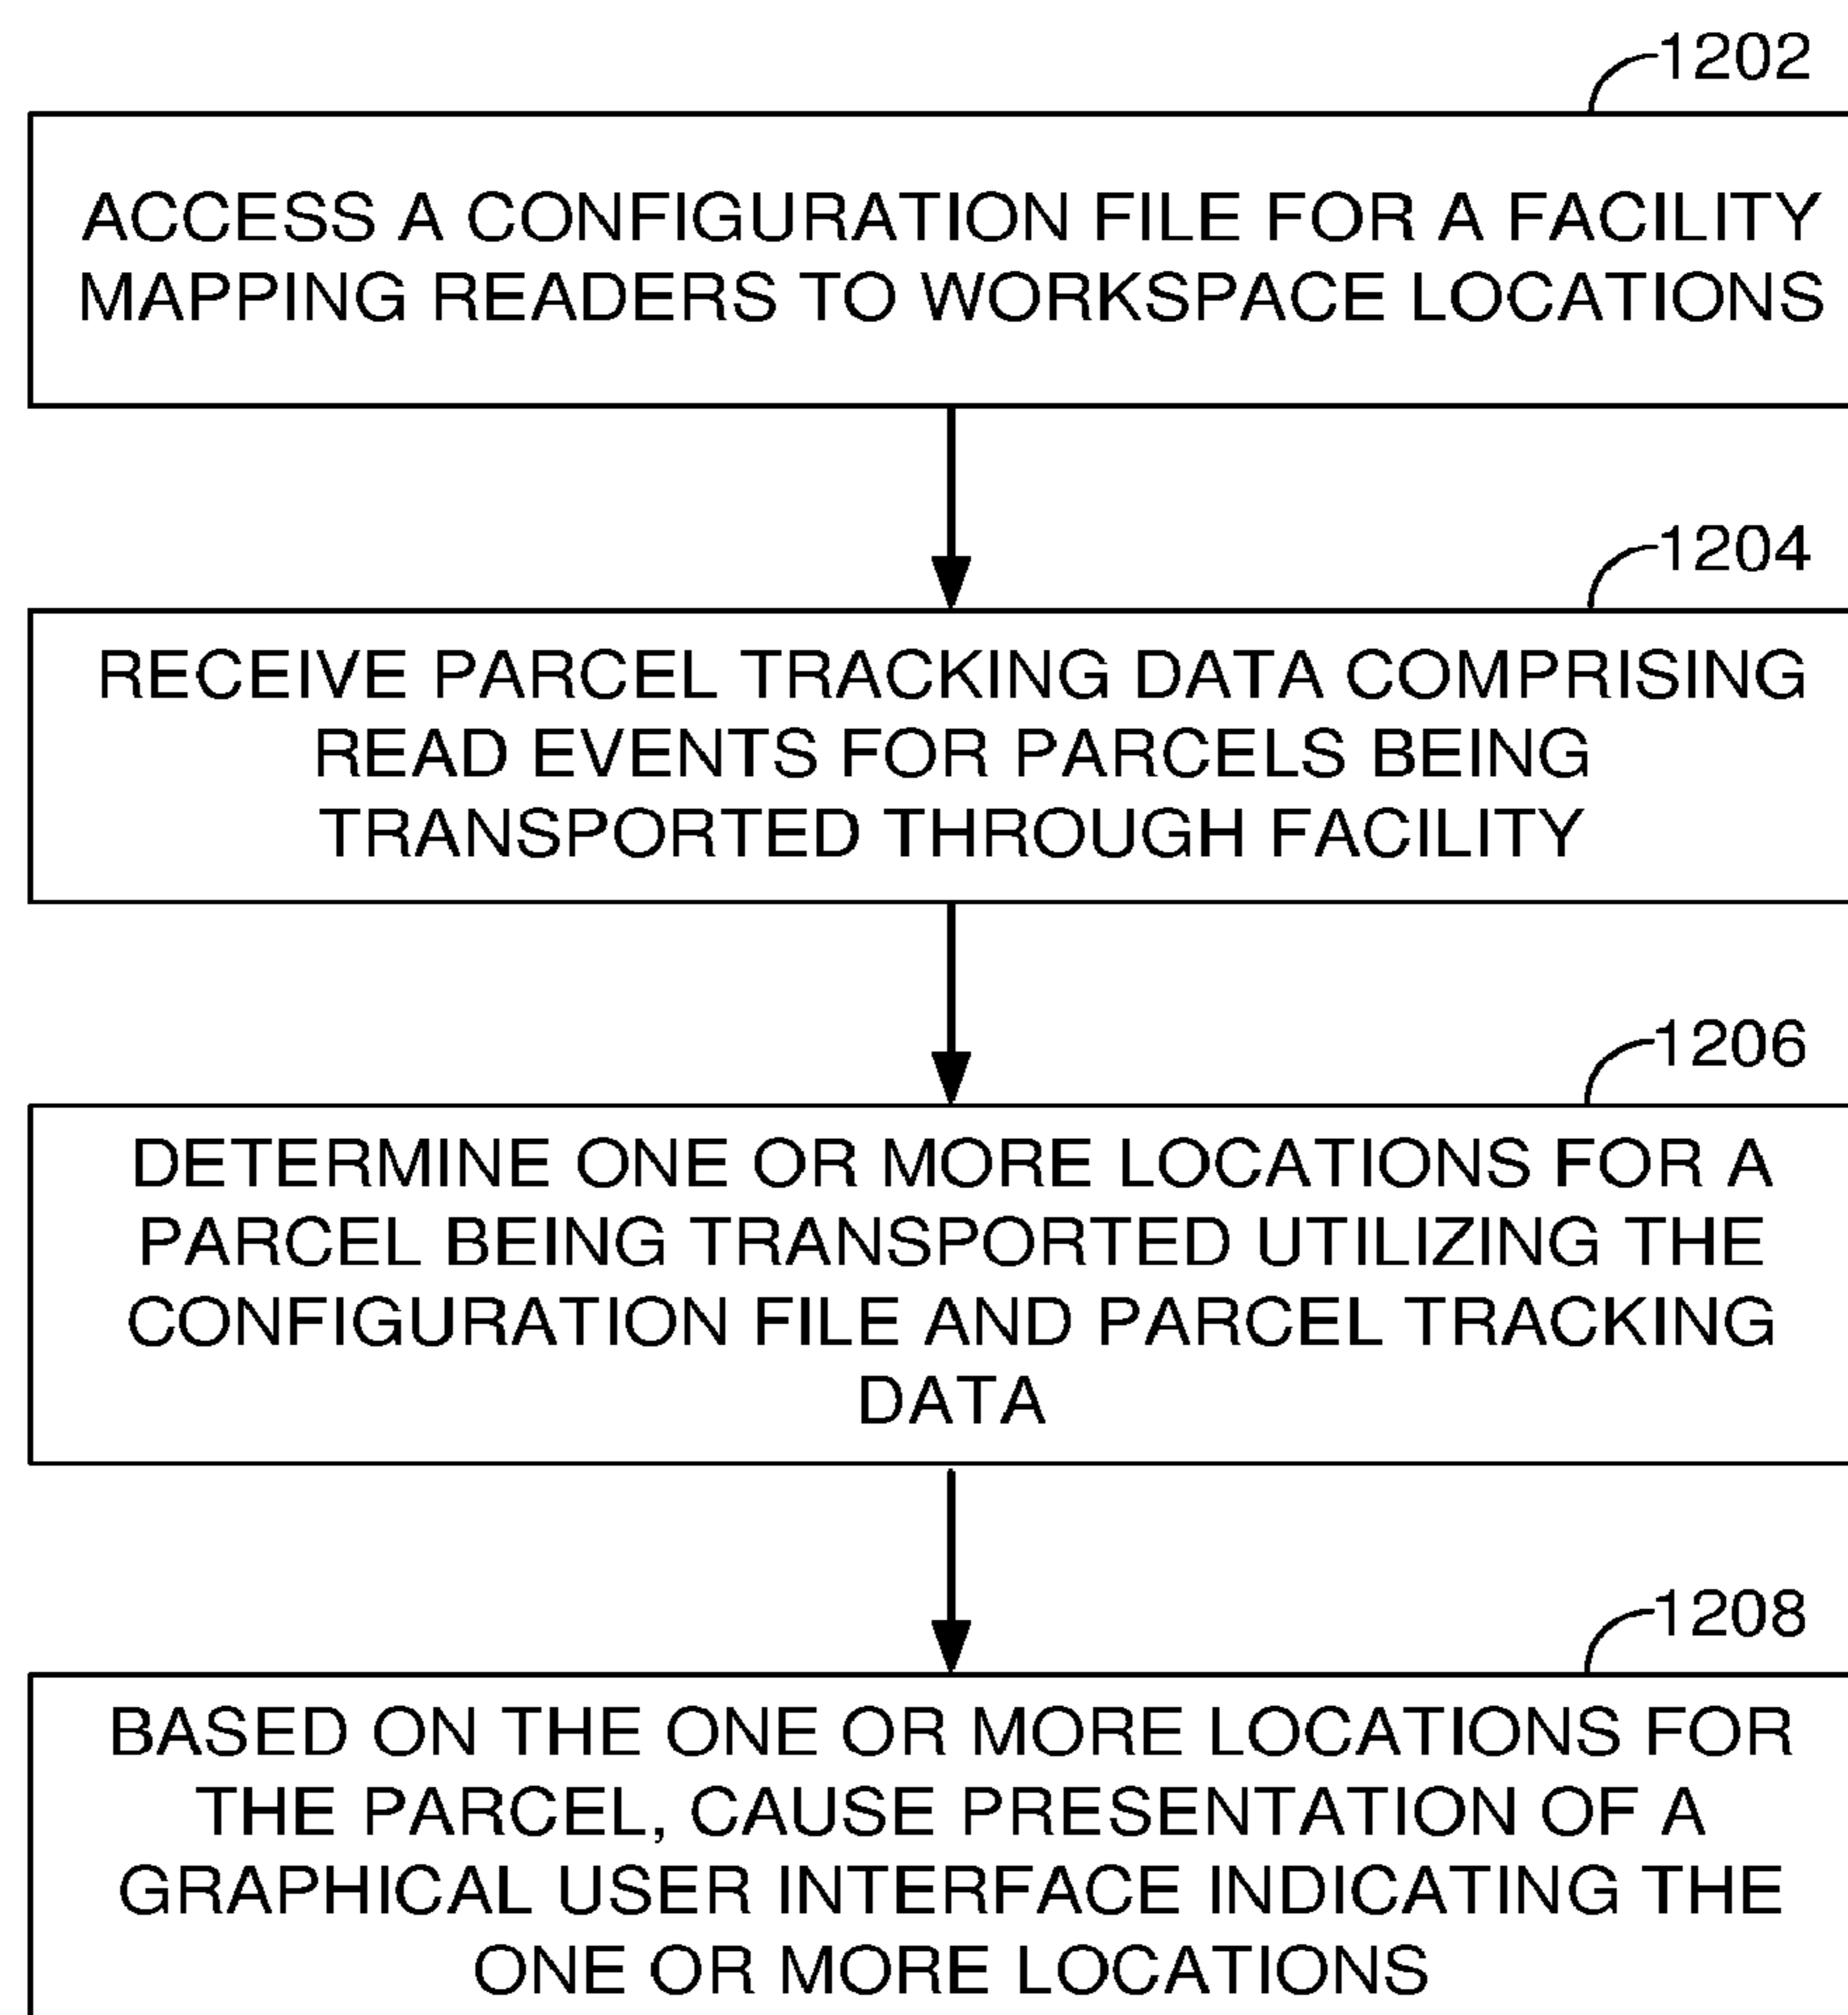 1202
ACCESS A CONFIGURATION FILE FOR A FACILITY
MAPPING READERS TO WORKSPACE LOCATIONS
1204
RECEIVE PARCEL TRACKING DATA COMPRISING
READ EVENTS FOR PARCELS BEING
TRANSPORTED THROUGH FACILITY
1206
DETERMINE ONE OR MORE LOCATIONS FOR A
PARCEL BEING TRANSPORTED UTILIZING THE
CONFIGURATION FILE AND PARCEL TRACKING
DATA
1208
BASED ON THE ONE OR MORE LOCATIONS FOR
THE PARCEL, CAUSE PRESENTATION OF A
GRAPHICAL USER INTERFACE INDICATING THE
ONE OR MORE LOCATIONS